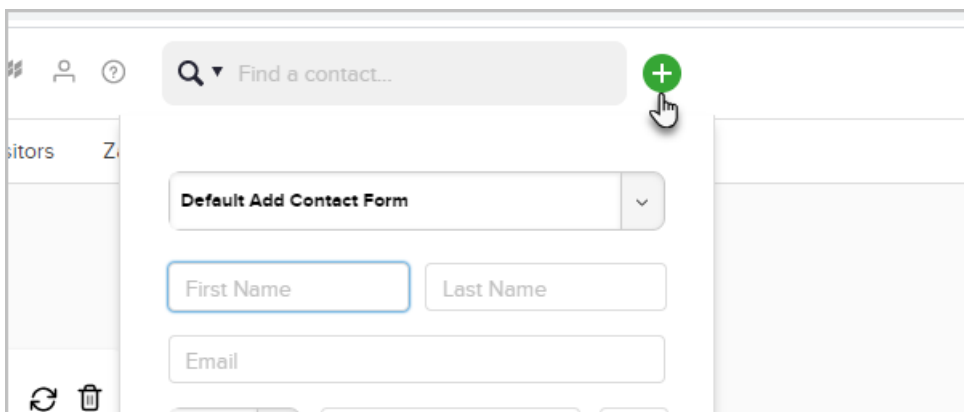 Find a contact...
sitors
Default Add Contact Form
First Name Last Name
Email